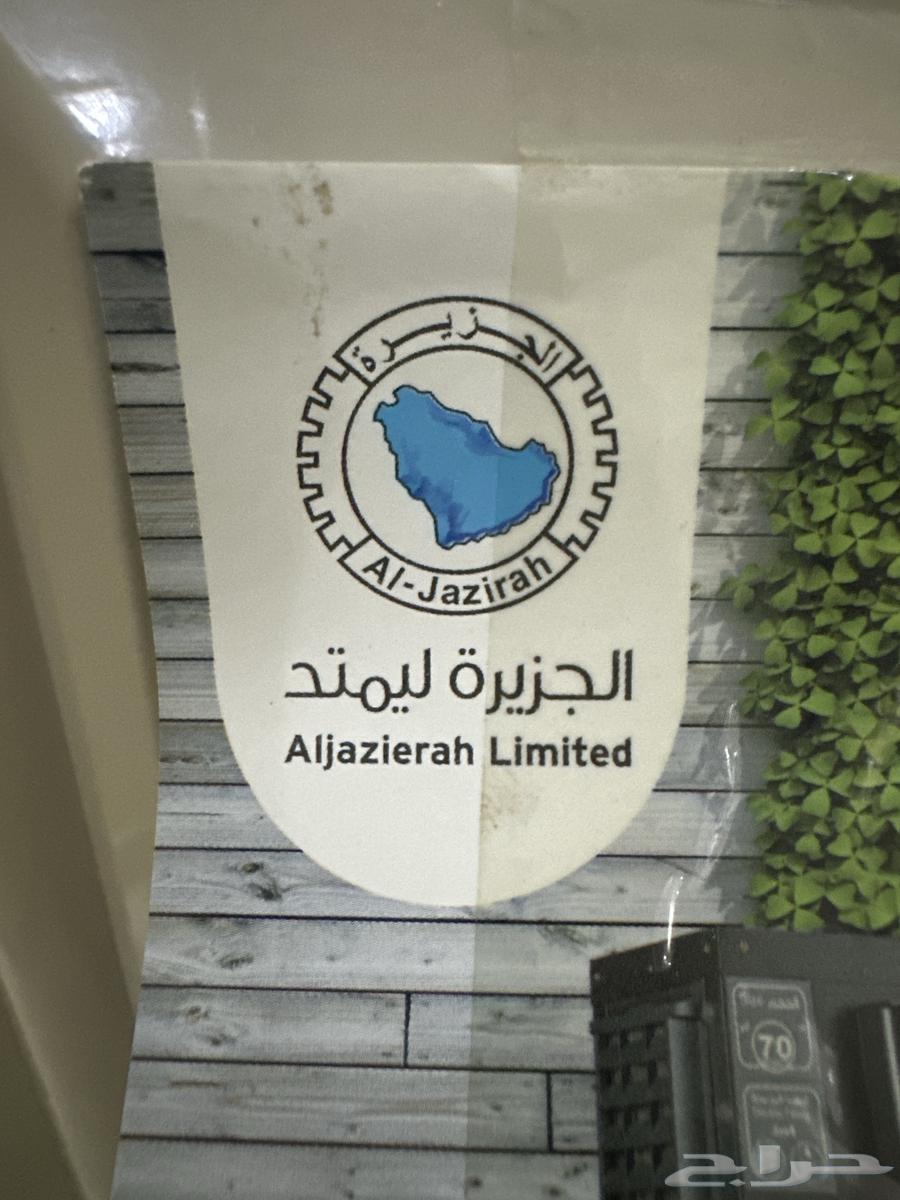 الجزيرة
Al-Jazirah
الجزيرة ليمتد
Aljazierah Limited
70
حراج